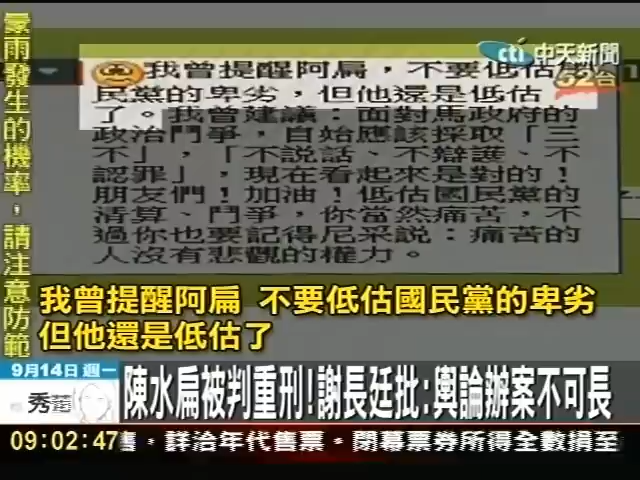 豪雨發生的機率，請注意防範
cti 中天新聞
52台
我曾提醒阿扁，不要低估
民黨的卑劣，但他還是低估
了。我曾建議：面對馬政府的
政治鬥爭，自始應該採取「三
不」，「不說話、不辯護、不
認罪」，現在看起來是對的！
朋友們！加油！低估國民黨的
清算、鬥爭，你當然痛苦，不
過你也要記得尼采說：痛苦的
人沒有悲觀的權力。
我曾提醒阿扁 不要低估國民黨的卑劣
但他還是低估了
9月14日 週一
陳水扁被判重刑！謝長廷批：輿論辦案不可長
09:02:47
售，詳洽年代售票。閉幕票券所得全數捐至